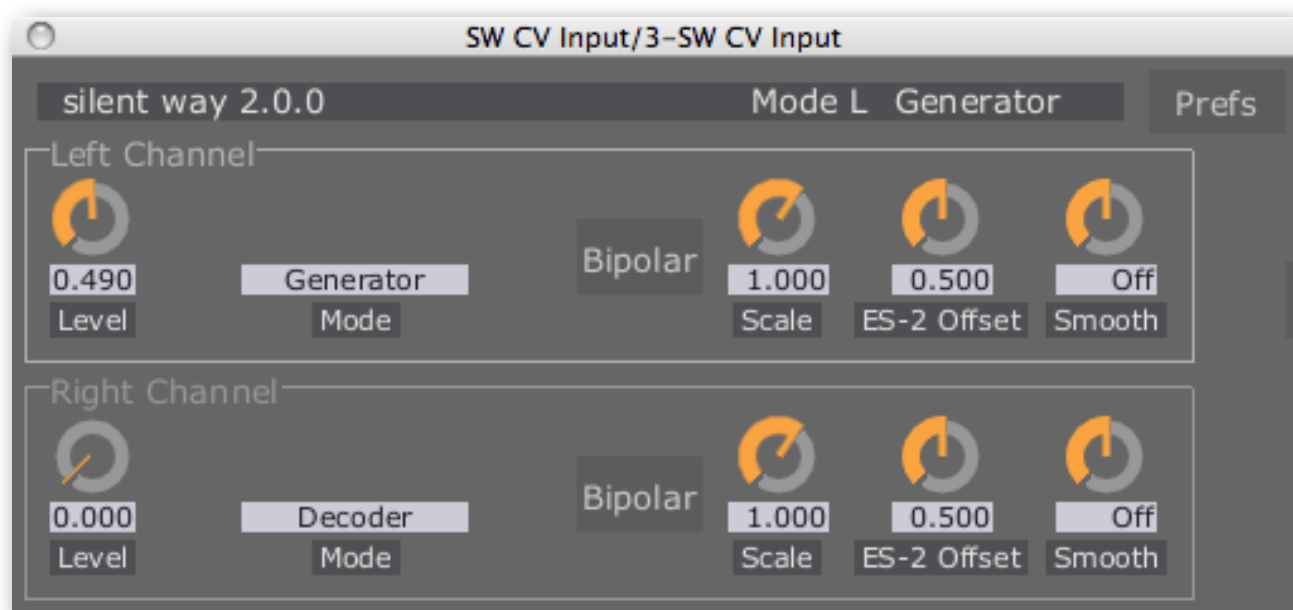 SW CV Input/3-SW CV Input
silent way 2.0.0 Mode L Generator Prefs
Left Channel
Bipolar
0.490 Generator 1.000 0.500 Off
Level Mode Scale ES-2 Offset Smooth
Right Channel
Bipolar
0.000 Decoder 1.000 0.500 Off
Level Mode Scale ES-2 Offset Smooth